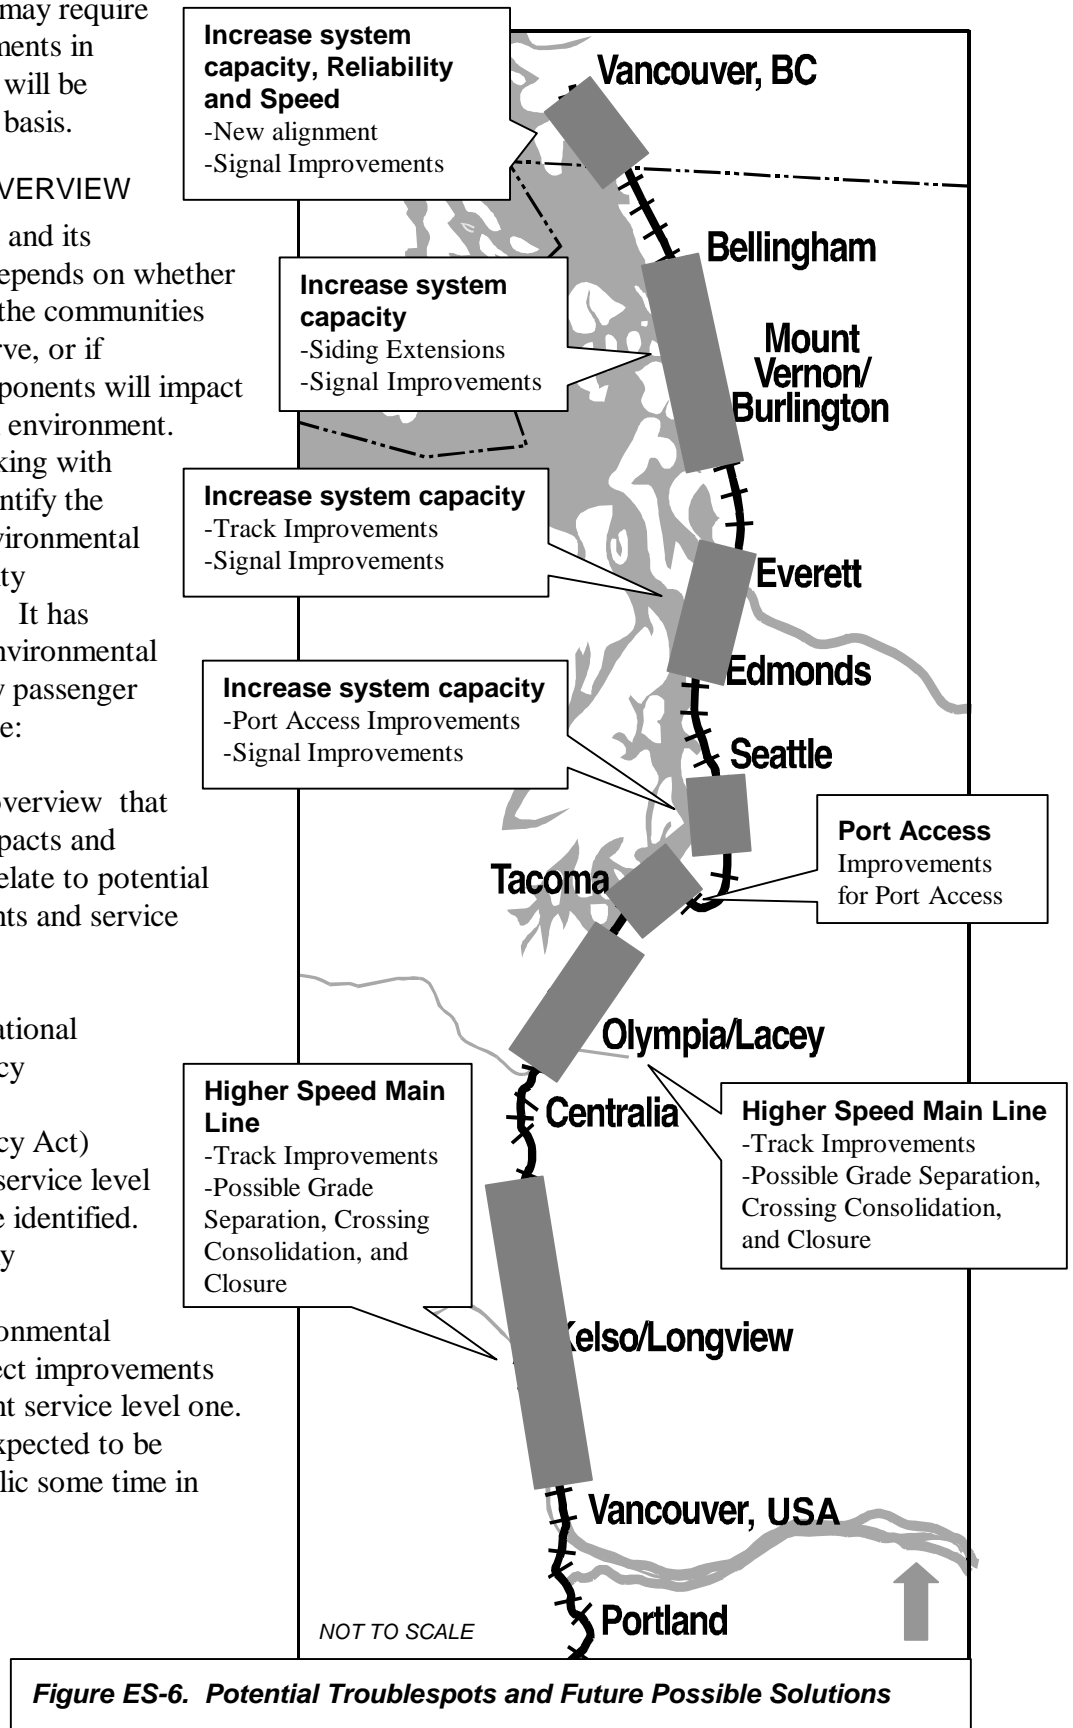 may require
ments in
will be
basis.
VERVIEW
and its
depends on whether
the communities
rve, or if
ponents will impact
environment.
king with
ntify the
vironmental
ity
It has
nvironmental
y passenger
e:
overview that
pacts and
elate to potential
nts and service
ational
cy
cy Act)
service level
e identified.
y
onmental
ect improvements
nt service level one.
xpected to be
lic some time in
Increase system
capacity, Reliability
and Speed
-New alignment
-Signal Improvements
Vancouver, BC
Bellingham
Increase system
capacity
-Siding Extensions
-Signal Improvements
Mount
Vernon/
Burlington
Increase system capacity
-Track Improvements
-Signal Improvements
Everett
Edmonds
Increase system capacity
-Port Access Improvements
-Signal Improvements
Seattle
Port Access
Improvements
for Port Access
Tacoma
Olympia/Lacey
Higher Speed Main
Line
-Track Improvements
-Possible Grade
Separation, Crossing
Consolidation, and
Closure
Centralia
Higher Speed Main Line
-Track Improvements
-Possible Grade Separation,
Crossing Consolidation,
and Closure
Kelso/Longview
Vancouver, USA
Portland
NOT TO SCALE
Figure ES-6. Potential Troublespots and Future Possible Solutions